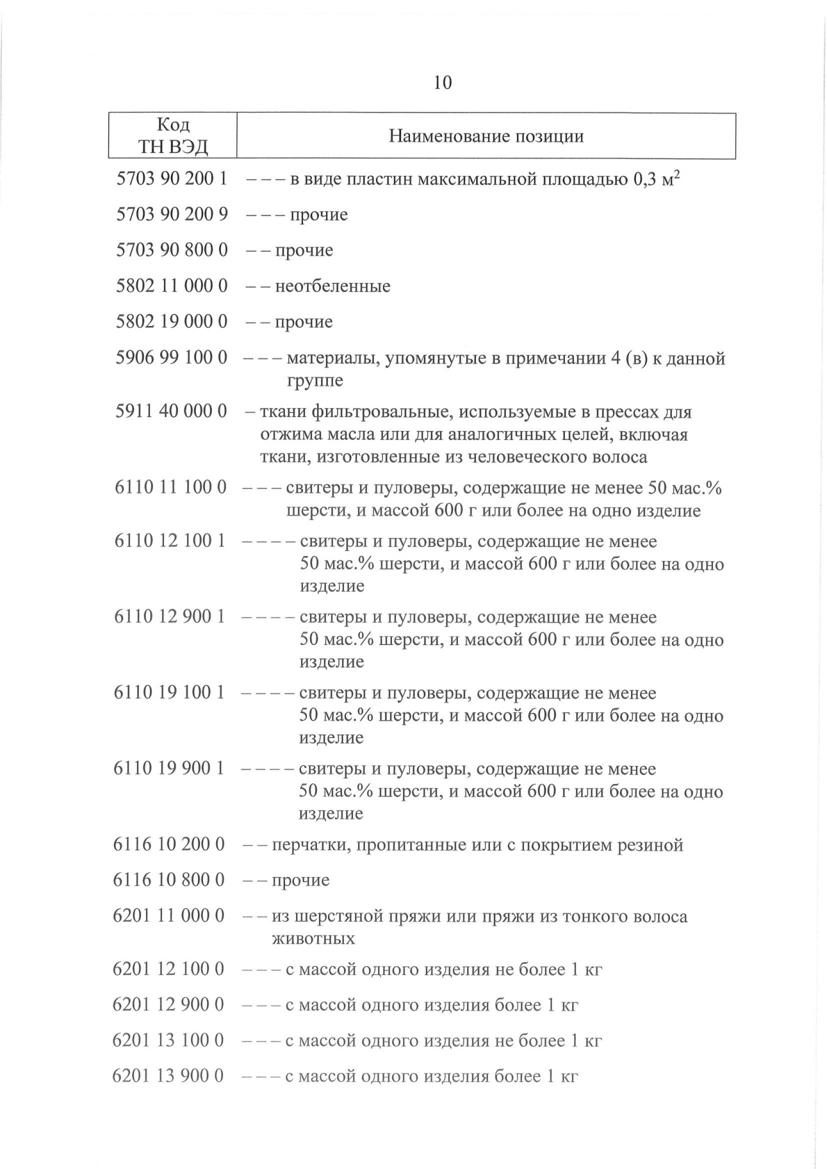 10
Код
ТН ВЭД
Наименование позиции
5703 90 200 1 – – – в виде пластин максимальной площадью 0,3 м²
5703 90 200 9 – – – прочие
5703 90 800 0 – – прочие
5802 11 000 0 – – неотбеленные
5802 19 000 0 – – прочие
5906 99 100 0 – – – материалы, упомянутые в примечании 4 (в) к данной
группе
5911 40 000 0 – ткани фильтровальные, используемые в прессах для
отжима масла или для аналогичных целей, включая
ткани, изготовленные из человеческого волоса
6110 11 100 0 – – – свитеры и пуловеры, содержащие не менее 50 мас.%
шерсти, и массой 600 г или более на одно изделие
6110 12 100 1 – – – – свитеры и пуловеры, содержащие не менее
50 мас.% шерсти, и массой 600 г или более на одно
изделие
6110 12 900 1 – – – – свитеры и пуловеры, содержащие не менее
50 мас.% шерсти, и массой 600 г или более на одно
изделие
6110 19 100 1 – – – – свитеры и пуловеры, содержащие не менее
50 мас.% шерсти, и массой 600 г или более на одно
изделие
6110 19 900 1 – – – – свитеры и пуловеры, содержащие не менее
50 мас.% шерсти, и массой 600 г или более на одно
изделие
6116 10 200 0 – – перчатки, пропитанные или с покрытием резиной
6116 10 800 0 – – прочие
6201 11 000 0 – – из шерстяной пряжи или пряжи из тонкого волоса
животных
6201 12 100 0 – – – с массой одного изделия не более 1 кг
6201 12 900 0 – – – с массой одного изделия более 1 кг
6201 13 100 0 – – – с массой одного изделия не более 1 кг
6201 13 900 0 – – – с массой одного изделия более 1 кг